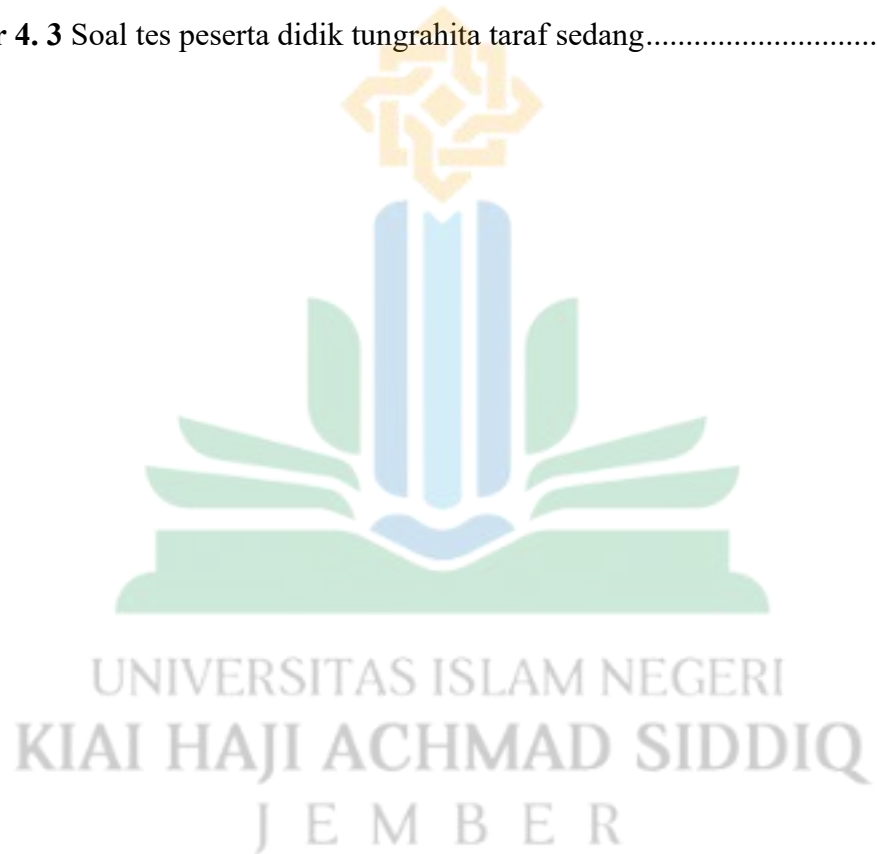 r 4. 3 Soal tes peserta didik tungrahita taraf sedang............................
UNIVERSITAS ISLAM NEGERI
KIAI HAJI ACHMAD SIDDIQ
J E M B E R